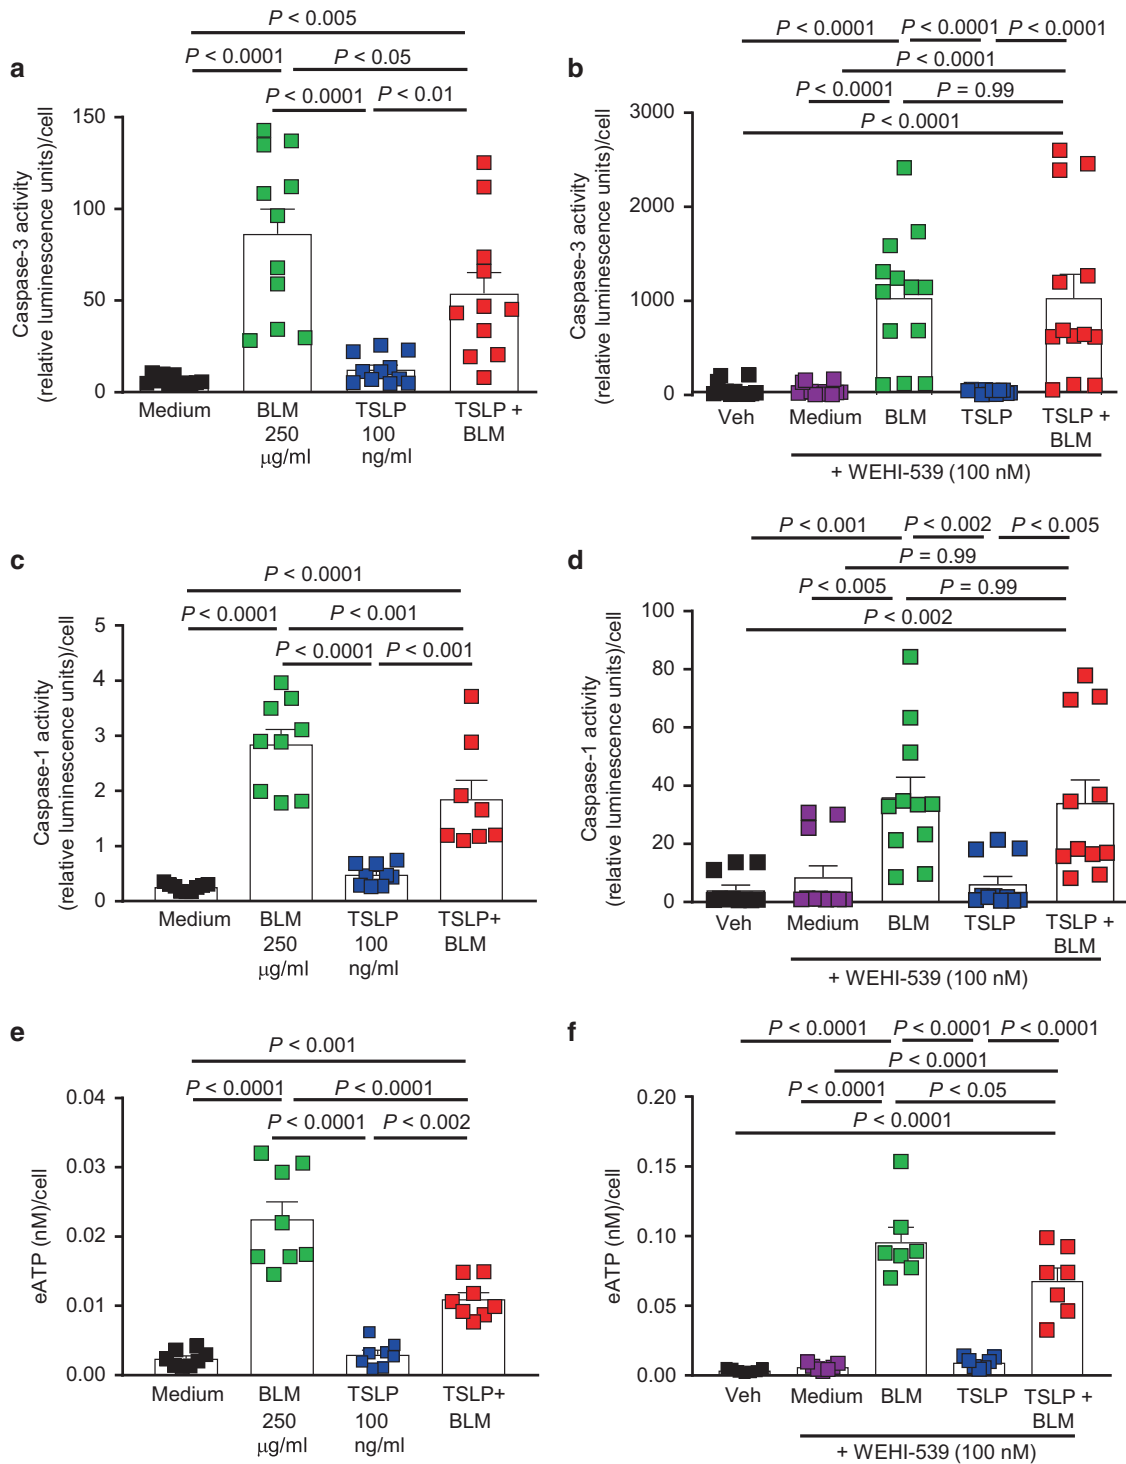 a
P < 0.005
P < 0.0001
P < 0.05
P < 0.0001
P < 0.01
Caspase-3 activity
(relative luminescence units)/cell
150
100
50
0
Medium
BLM
250
µg/ml
TSLP
100
ng/ml
TSLP +
BLM
b
P < 0.0001
P < 0.0001
P < 0.0001
P < 0.0001
P < 0.0001
P = 0.99
P < 0.0001
Caspase-3 activity
(relative luminescence units)/cell
3000
2000
1000
0
Veh
Medium
BLM
TSLP
TSLP +
BLM
+ WEHI-539 (100 nM)
c
P < 0.0001
P < 0.0001
P < 0.001
P < 0.0001
P < 0.001
Caspase-1 activity
(relative luminescence units)/cell
5
4
3
2
1
0
Medium
BLM
250
µg/ml
TSLP
100
ng/ml
TSLP+
BLM
d
P < 0.001
P < 0.002
P < 0.005
P = 0.99
P < 0.005
P = 0.99
P < 0.002
Caspase-1 activity
(relative luminescence units)/cell
100
80
60
40
20
0
Veh
Medium
BLM
TSLP
TSLP +
BLM
+ WEHI-539 (100 nM)
e
P < 0.001
P < 0.0001
P < 0.0001
P < 0.0001
P < 0.002
eATP (nM)/cell
0.04
0.03
0.02
0.01
0.00
Medium
BLM
250
µg/ml
TSLP
100
ng/ml
TSLP+
BLM
f
P < 0.0001
P < 0.0001
P < 0.0001
P < 0.0001
P < 0.0001
P < 0.05
P < 0.0001
eATP (nM)/cell
0.20
0.15
0.10
0.05
0.00
Veh
Medium
BLM
TSLP
TSLP +
BLM
+ WEHI-539 (100 nM)